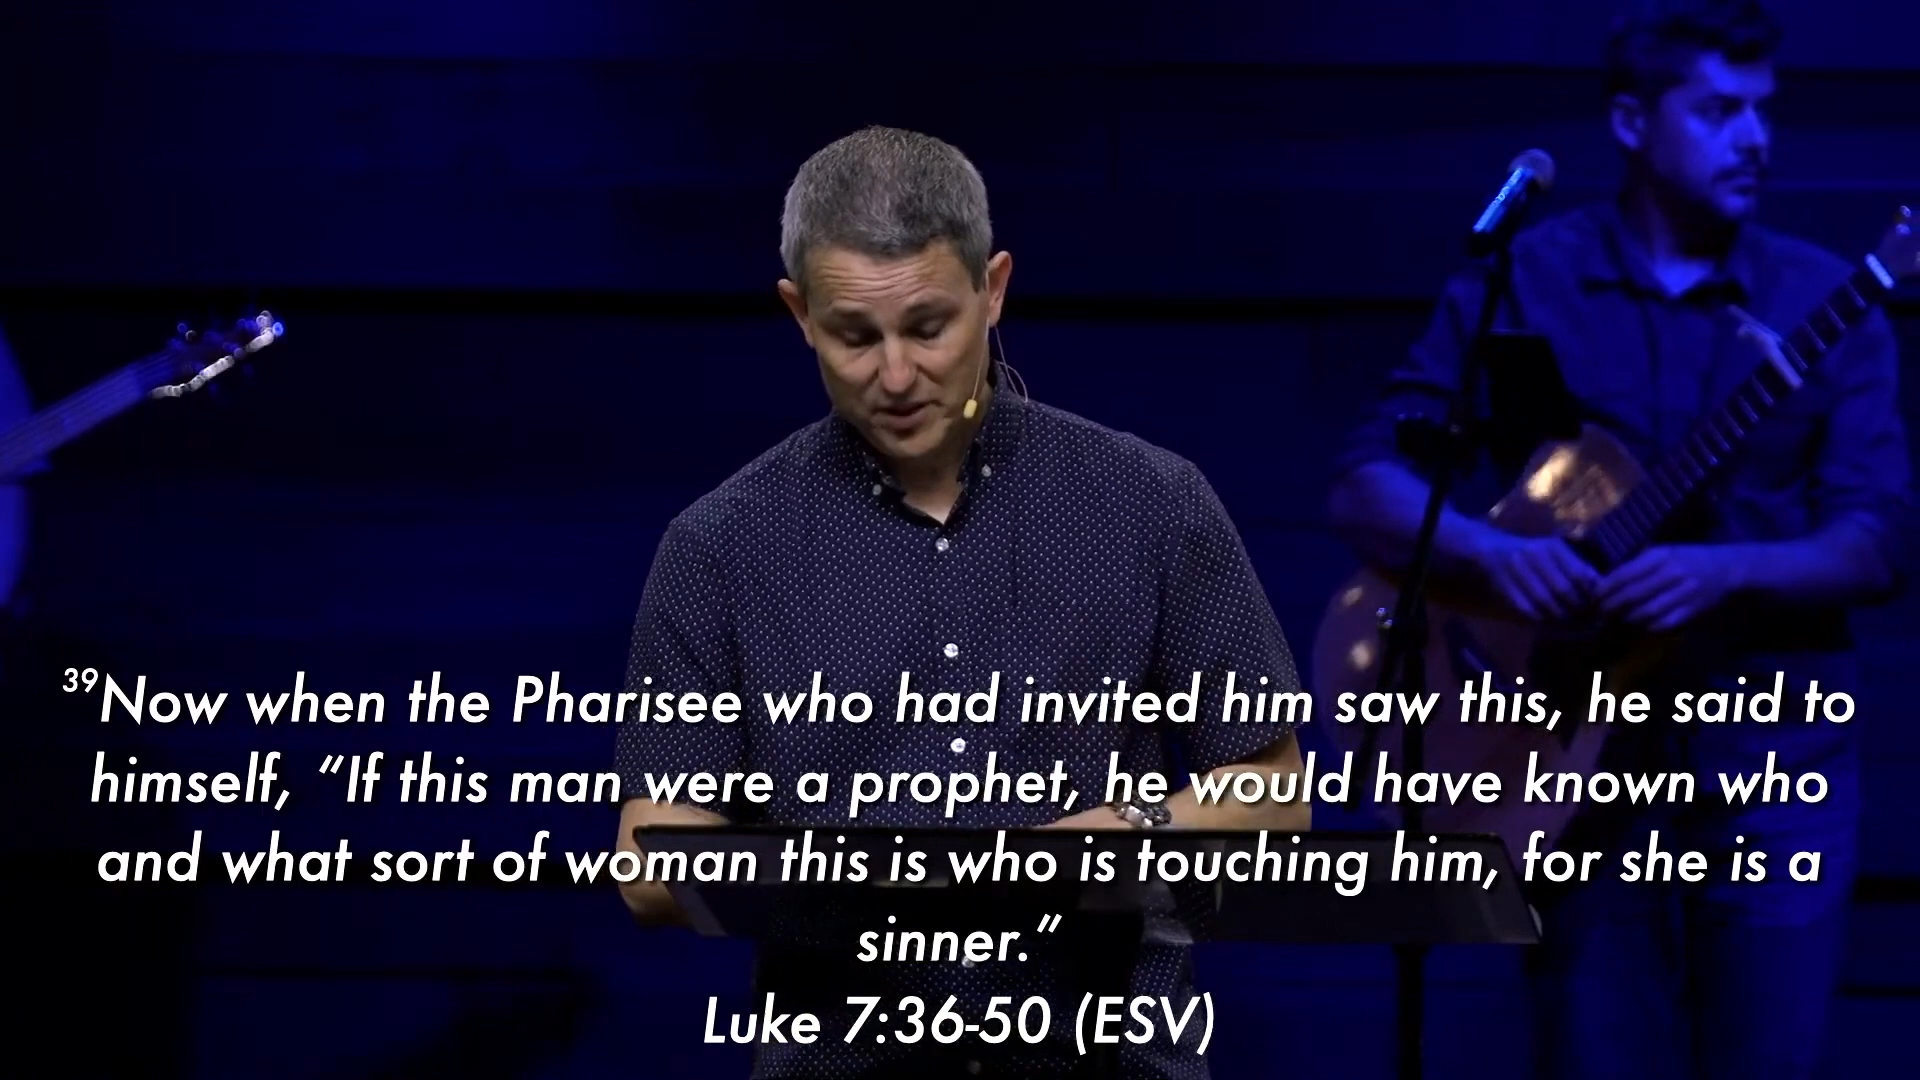 ³⁹Now when the Pharisee who had invited him saw this, he said to
himself, “If this man were a prophet, he would have known who
and what sort of woman this is who is touching him, for she is a
sinner.”
Luke 7:36-50 (ESV)